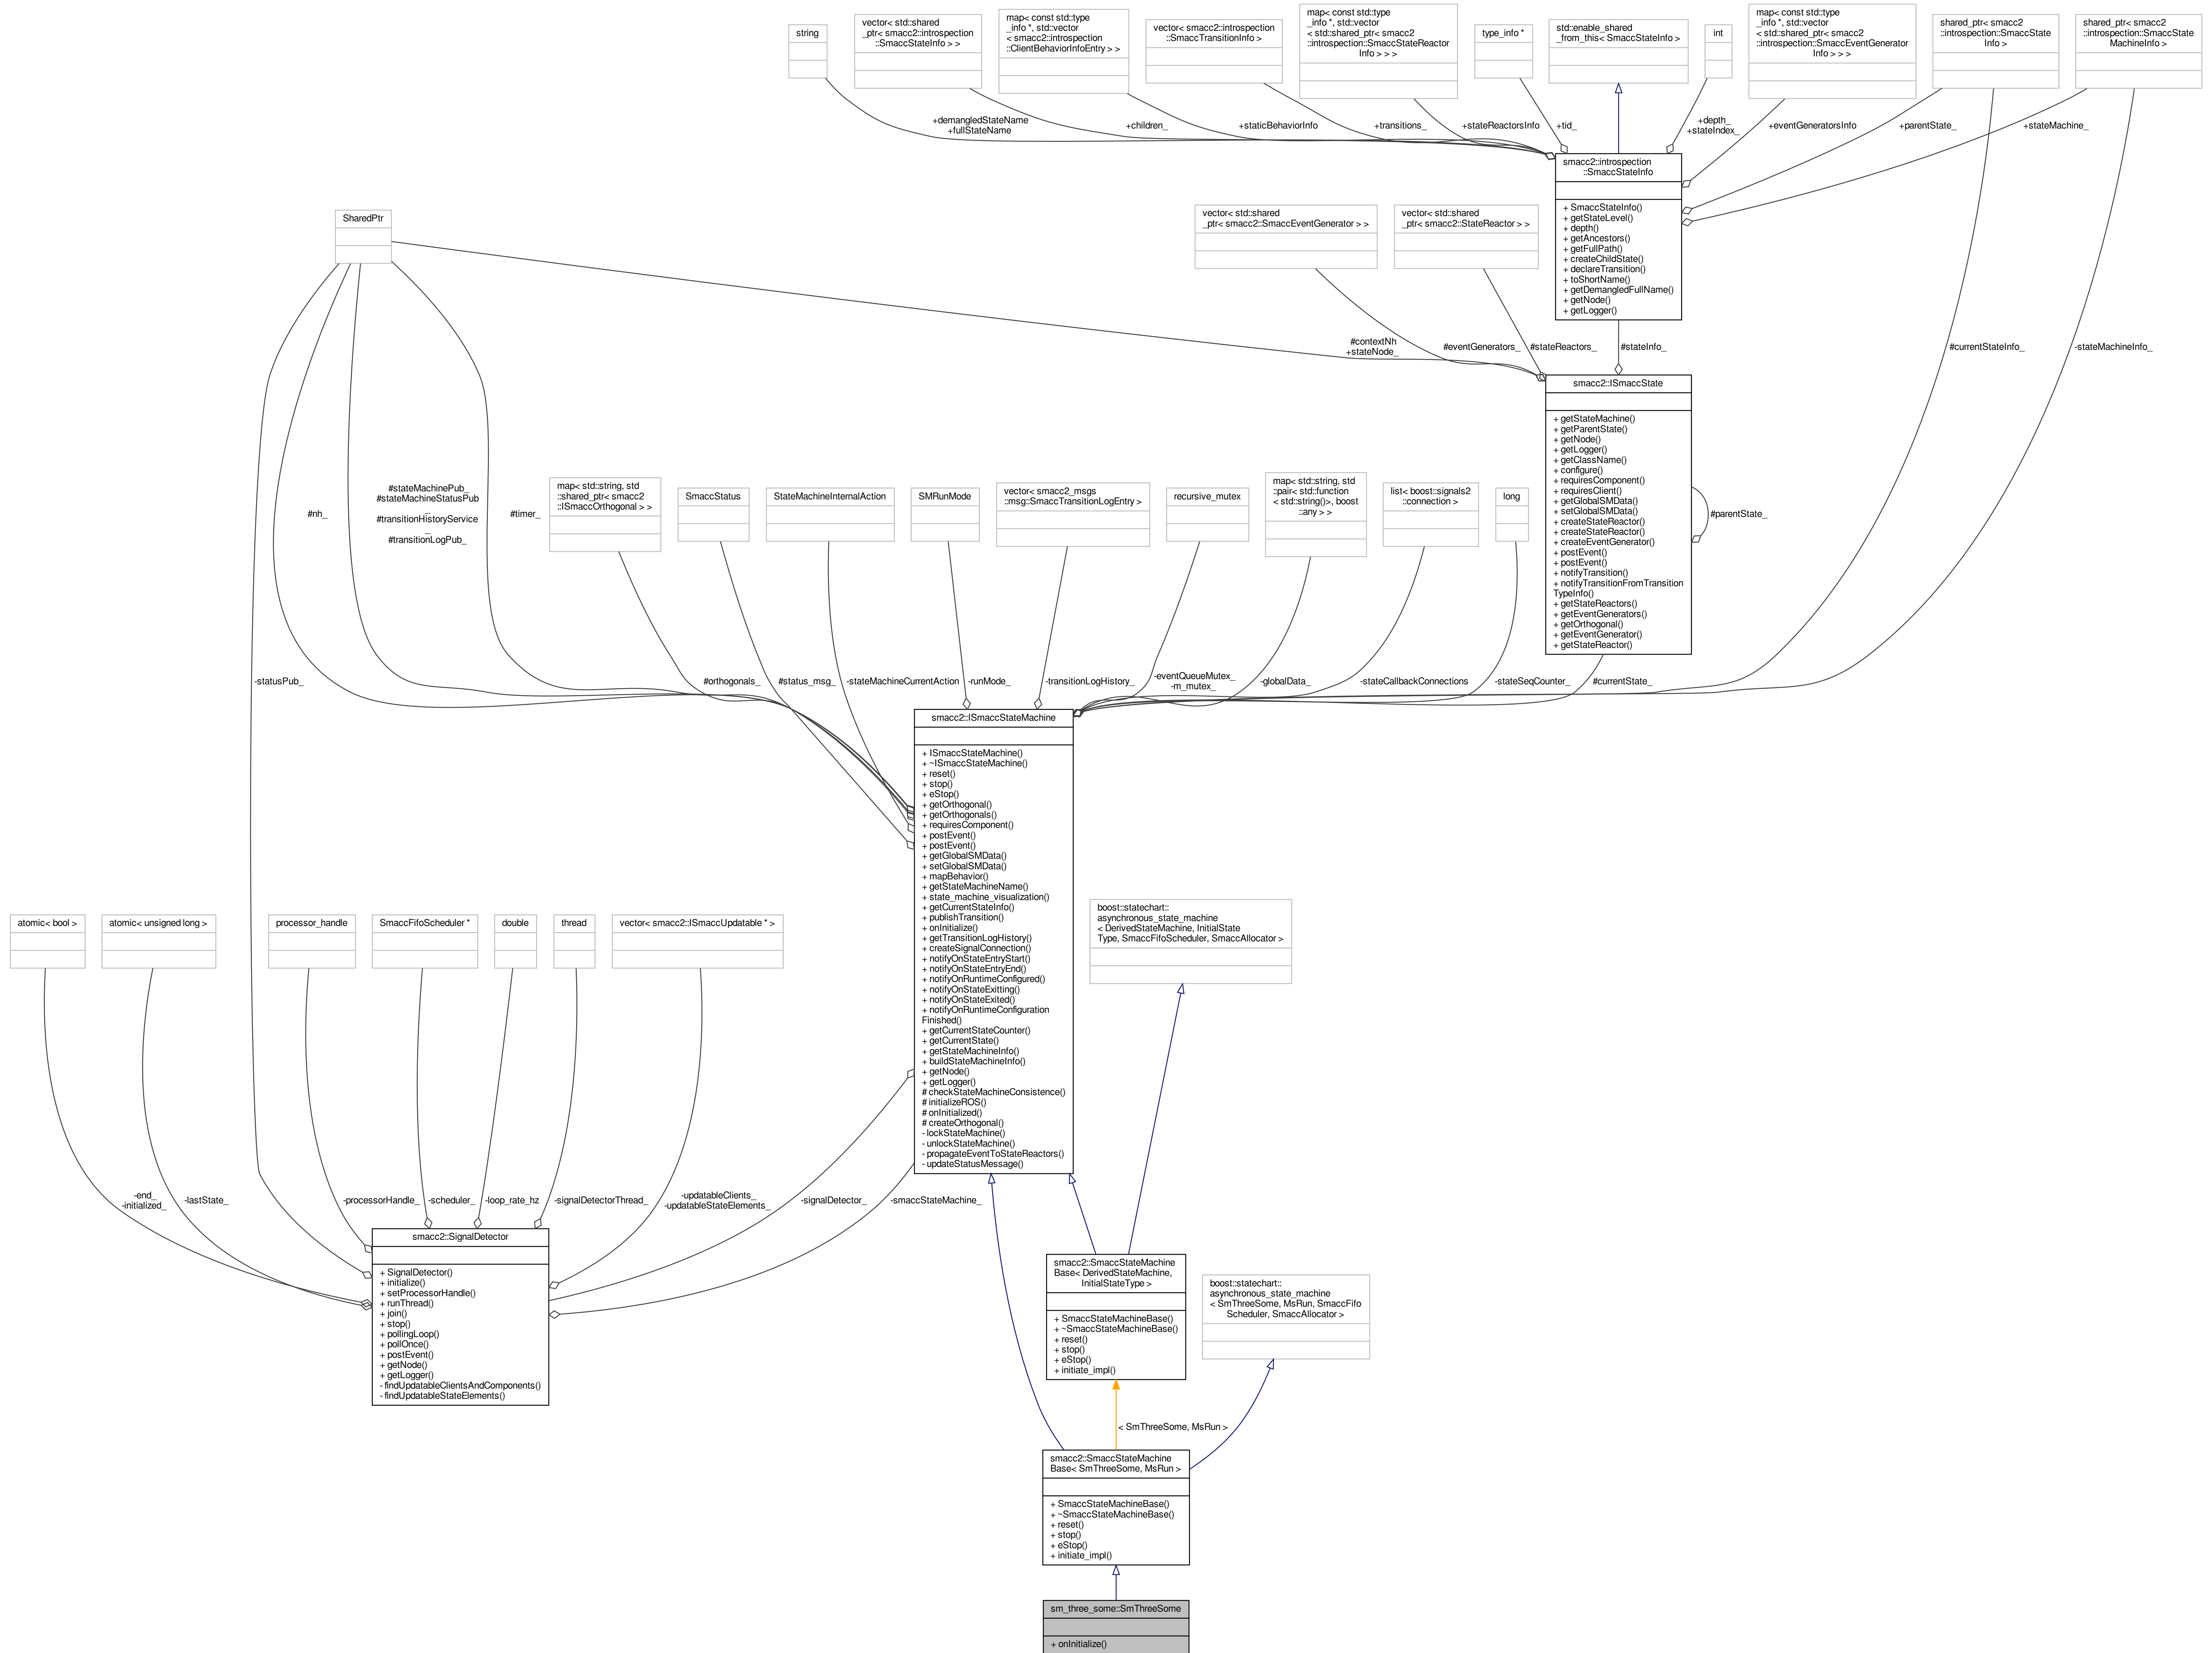 string
vector< std::shared
_ptr< smacc2::introspection
::SmaccStateInfo > >
map< const std::type
_info *, std::vector
< smacc2::introspection
::ClientBehaviorInfoEntry > >
vector< smacc2::introspection
::SmaccTransitionInfo >
map< const std::type
_info *, std::vector
< std::shared_ptr< smacc2
::introspection::SmaccStateReactor
Info > > >
type_info *
std::enable_shared
_from_this< SmaccStateInfo >
int
map< const std::type
_info *, std::vector
< std::shared_ptr< smacc2
::introspection::SmaccEventGenerator
Info > > >
shared_ptr< smacc2
::introspection::SmaccState
Info >
shared_ptr< smacc2
::introspection::SmaccState
MachineInfo >
+demangledStateName
+fullStateName
+children_
+staticBehaviorInfo
+transitions_
+stateReactorsInfo
+tid_
+depth_
+stateIndex_
+eventGeneratorsInfo
+parentState_
+stateMachine_
smacc2::introspection
::SmaccStateInfo
+ SmaccStateInfo()
+ getStateLevel()
+ depth()
+ getAncestors()
+ getFullPath()
+ createChildState()
+ declareTransition()
+ toShortName()
+ getDemangledFullName()
+ getNode()
+ getLogger()
SharedPtr
vector< std::shared
_ptr< smacc2::SmaccEventGenerator > >
vector< std::shared
_ptr< smacc2::StateReactor > >
#contextNh
+stateNode_
#eventGenerators_
#stateReactors_
#stateInfo_
#currentStateInfo_
-stateMachineInfo_
smacc2::ISmaccState
+ getStateMachine()
+ getParentState()
+ getNode()
+ getLogger()
+ getClassName()
+ configure()
+ requiresComponent()
+ requiresClient()
+ getGlobalSMData()
+ setGlobalSMData()
+ createStateReactor()
+ createStateReactor()
+ createEventGenerator()
+ postEvent()
+ postEvent()
+ notifyTransition()
+ notifyTransitionFromTransition
TypeInfo()
+ getStateReactors()
+ getEventGenerators()
+ getOrthogonal()
+ getEventGenerator()
+ getStateReactor()
#parentState_
#nh_
#stateMachinePub_
#stateMachineStatusPub
_
#transitionHistoryService
_
#transitionLogPub_
#timer_
map< std::string, std
::shared_ptr< smacc2
::ISmaccOrthogonal > >
SmaccStatus
StateMachineInternalAction
SMRunMode
vector< smacc2_msgs
::msg::SmaccTransitionLogEntry >
recursive_mutex
map< std::string, std
::pair< std::function
< std::string()>, boost
::any > >
list< boost::signals2
::connection >
long
-statusPub_
#orthogonals_
#status_msg_
-stateMachineCurrentAction
-runMode_
-transitionLogHistory_
-eventQueueMutex_
-m_mutex_
-globalData_
-stateCallbackConnections
-stateSeqCounter_
#currentState_
smacc2::ISmaccStateMachine
+ ISmaccStateMachine()
+ ~ISmaccStateMachine()
+ reset()
+ stop()
+ eStop()
+ getOrthogonal()
+ getOrthogonals()
+ requiresComponent()
+ postEvent()
+ postEvent()
+ getGlobalSMData()
+ setGlobalSMData()
+ mapBehavior()
+ getStateMachineName()
+ state_machine_visualization()
+ getCurrentStateInfo()
+ publishTransition()
+ onInitialize()
+ getTransitionLogHistory()
+ createSignalConnection()
+ notifyOnStateEntryStart()
+ notifyOnStateEntryEnd()
+ notifyOnRuntimeConfigured()
+ notifyOnStateExitting()
+ notifyOnStateExited()
+ notifyOnRuntimeConfiguration
Finished()
+ getCurrentStateCounter()
+ getCurrentState()
+ getStateMachineInfo()
+ buildStateMachineInfo()
+ getNode()
+ getLogger()
# checkStateMachineConsistence()
# initializeROS()
# onInitialized()
# createOrthogonal()
- lockStateMachine()
- unlockStateMachine()
- propagateEventToStateReactors()
- updateStatusMessage()
atomic< bool >
atomic< unsigned long >
processor_handle
SmaccFifoScheduler *
double
thread
vector< smacc2::ISmaccUpdatable * >
boost::statechart::
asynchronous_state_machine
< DerivedStateMachine, InitialState
Type, SmaccFifoScheduler, SmaccAllocator >
-end_
-initialized_
-lastState_
-processorHandle_
-scheduler_
-loop_rate_hz
-signalDetectorThread_
-updatableClients_
-updatableStateElements_
-signalDetector_
-smaccStateMachine_
smacc2::SignalDetector
+ SignalDetector()
+ initialize()
+ setProcessorHandle()
+ runThread()
+ join()
+ stop()
+ pollingLoop()
+ pollOnce()
+ postEvent()
+ getNode()
+ getLogger()
- findUpdatableClientsAndComponents()
- findUpdatableStateElements()
smacc2::SmaccStateMachine
Base< DerivedStateMachine,
InitialStateType >
+ SmaccStateMachineBase()
+ ~SmaccStateMachineBase()
+ reset()
+ stop()
+ eStop()
+ initiate_impl()
boost::statechart::
asynchronous_state_machine
< SmThreeSome, MsRun, SmaccFifo
Scheduler, SmaccAllocator >
< SmThreeSome, MsRun >
smacc2::SmaccStateMachine
Base< SmThreeSome, MsRun >
+ SmaccStateMachineBase()
+ ~SmaccStateMachineBase()
+ reset()
+ stop()
+ eStop()
+ initiate_impl()
sm_three_some::SmThreeSome
+ onInitialize()